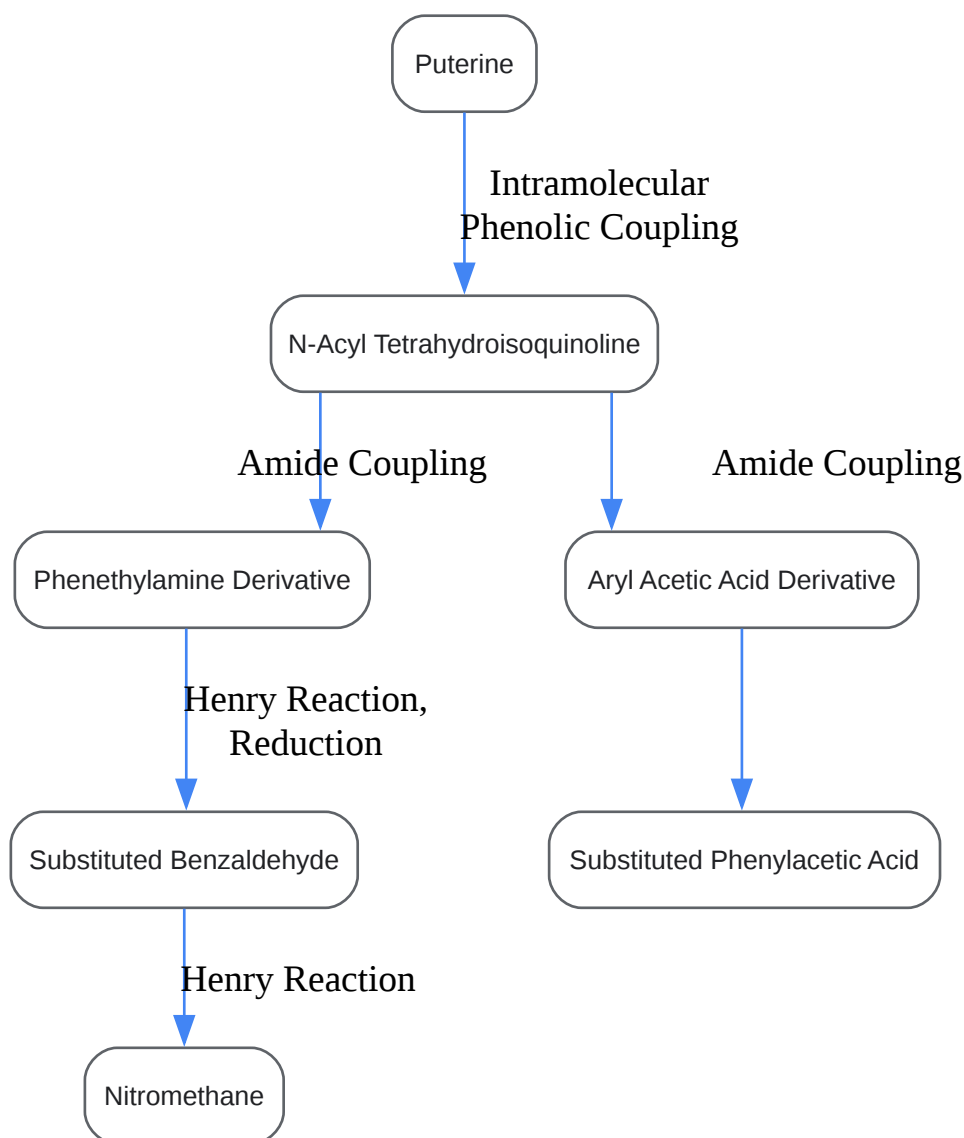 Puterine
Intramolecular
Phenolic Coupling
N-Acyl Tetrahydroisoquinoline
Amide Coupling
Amide Coupling
Phenethylamine Derivative
Aryl Acetic Acid Derivative
Henry Reaction,
Reduction
Substituted Benzaldehyde
Substituted Phenylacetic Acid
Henry Reaction
Nitromethane